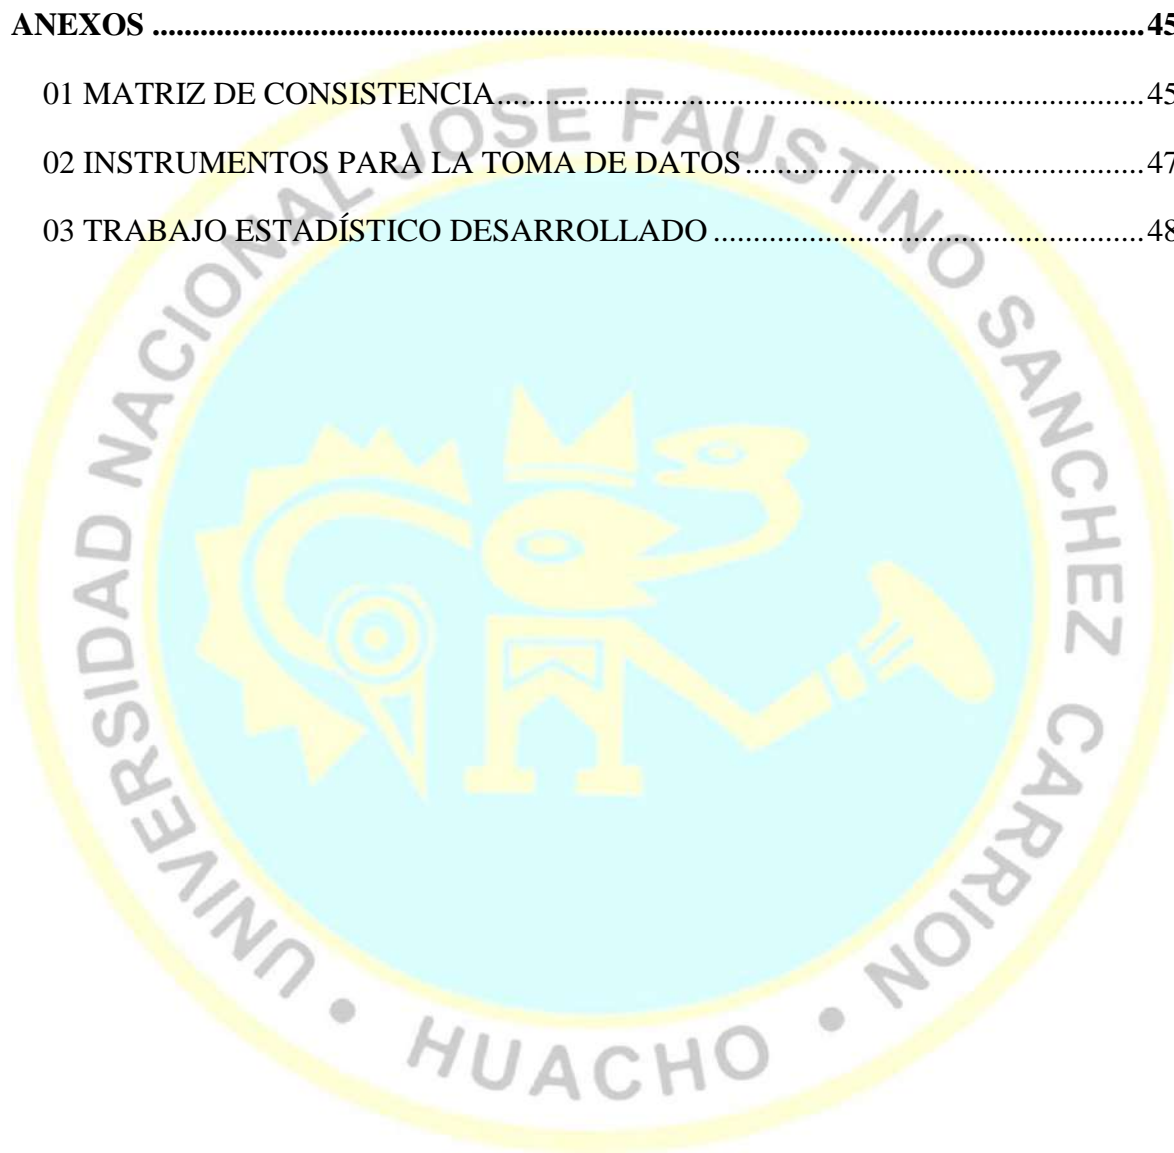 ANEXOS ........................................................................................................................ 45
01 MATRIZ DE CONSISTENCIA ................................................................................ 45
02 INSTRUMENTOS PARA LA TOMA DE DATOS .................................................. 47
03 TRABAJO ESTADÍSTICO DESARROLLADO ...................................................... 48
UNIVERSIDAD NACIONAL JOSE FAUSTINO SANCHEZ CARRION • HUACHO •